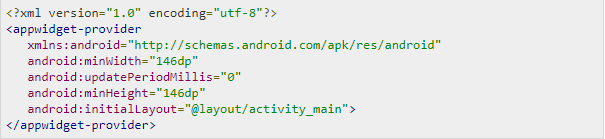 <?xml version="1.0" encoding="utf-8"?>
<appwidget-provider
xmlns:android="http://schemas.android.com/apk/res/android"
android:minWidth="146dp"
android:updatePeriodMillis="0"
android:minHeight="146dp"
android:initialLayout="@layout/activity_main">
</appwidget-provider>